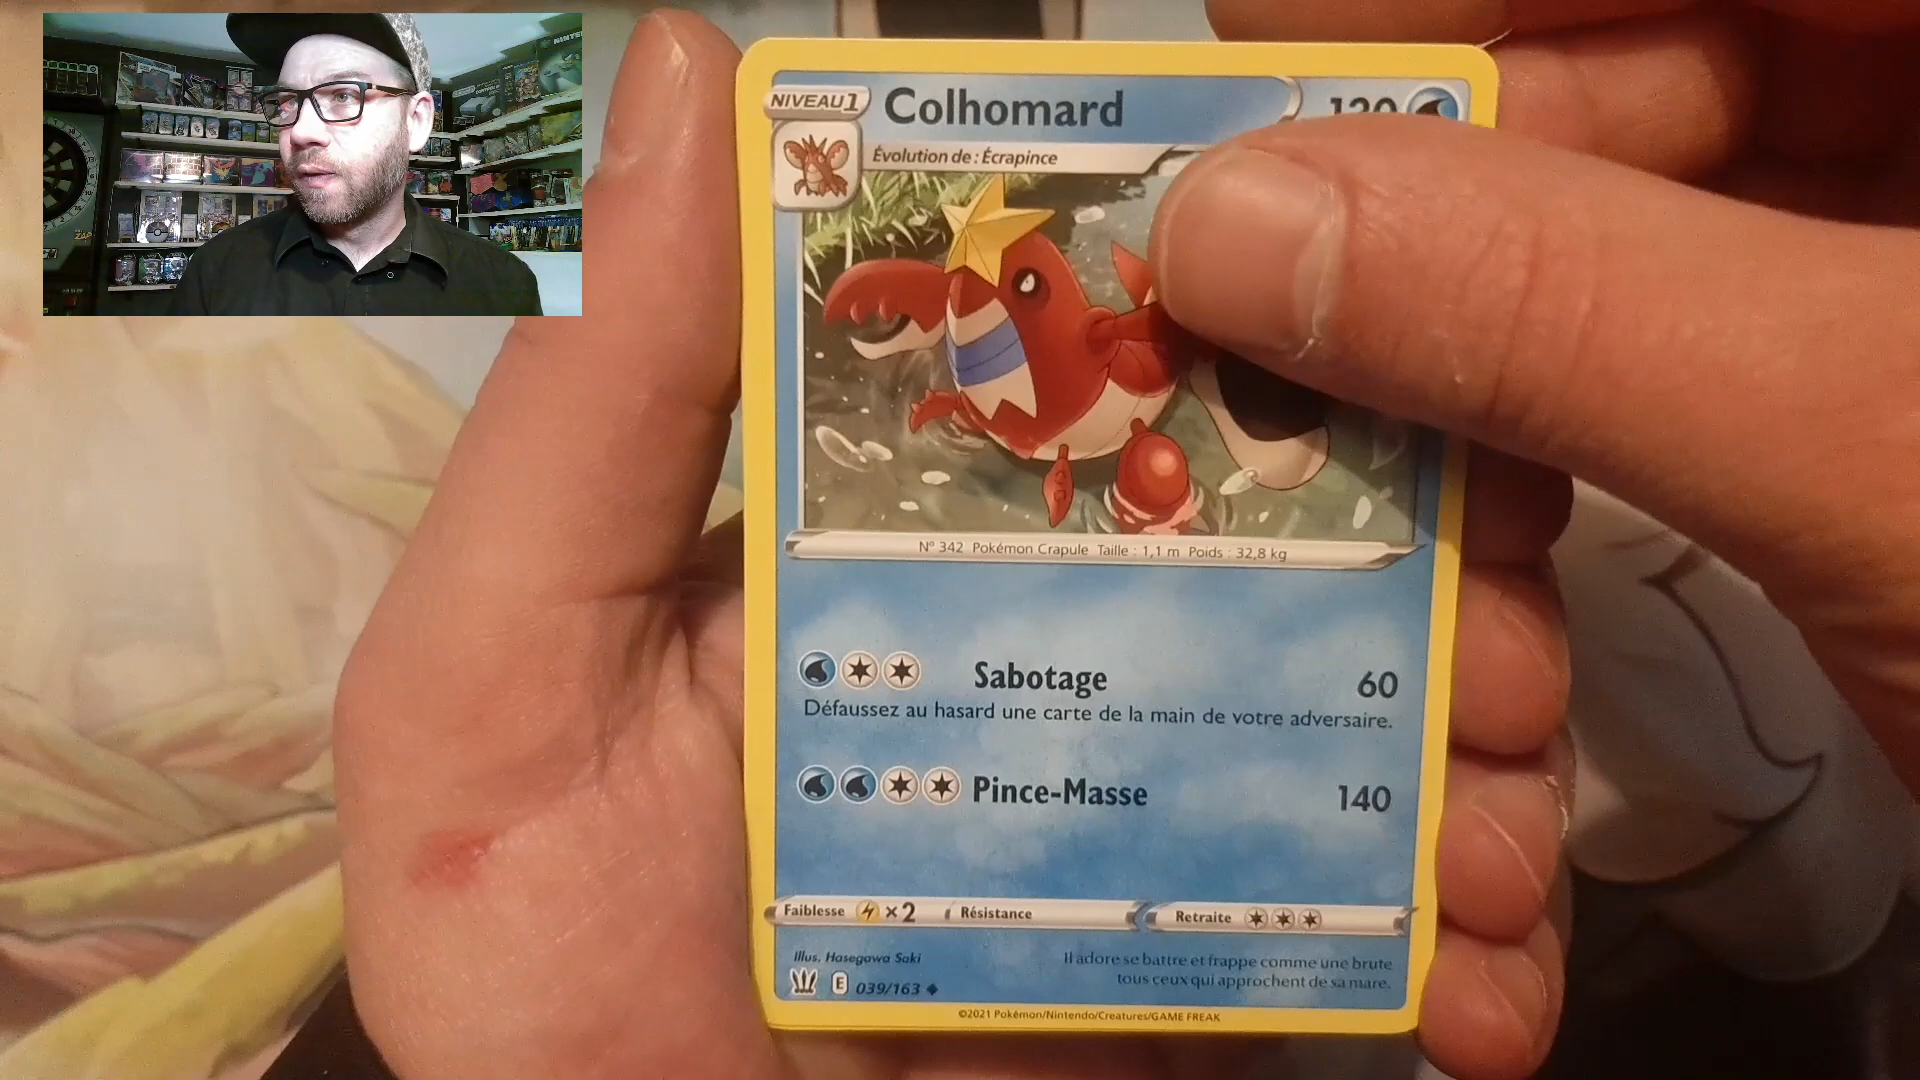 NIVEAU 1
Colhomard
120
Évolution de : Écrapince
N° 342 Pokémon Crapule Taille : 1,1 m Poids : 32,8 kg
Sabotage 60
Défaussez au hasard une carte de la main de votre adversaire.
Pince-Masse 140
Faiblesse ×2 Résistance Retraite
Illus. Hasegawa Saki
Il adore se battre et frappe comme une brute
tous ceux qui approchent de sa mare.
E 039/163
©2021 Pokémon/Nintendo/Creatures/GAME FREAK